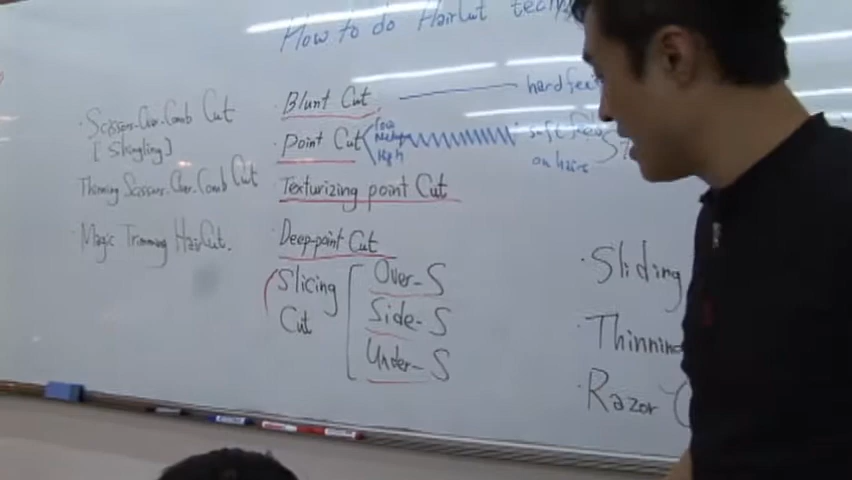 How to do HairCut
· Scissors-Over-Comb Cut
[Shingling]
Thinning Scissors-Over-Comb Cut
· Magic Trimming HairCut.
· Blunt Cut
hard
· Point Cut
low
Medium
High
soft
on hairs
· Texturizing point Cut
· Deep-point Cut
Slicing
Cut
Over-S
Side-S
Under-S
· Sliding
· Thinning
· Razor